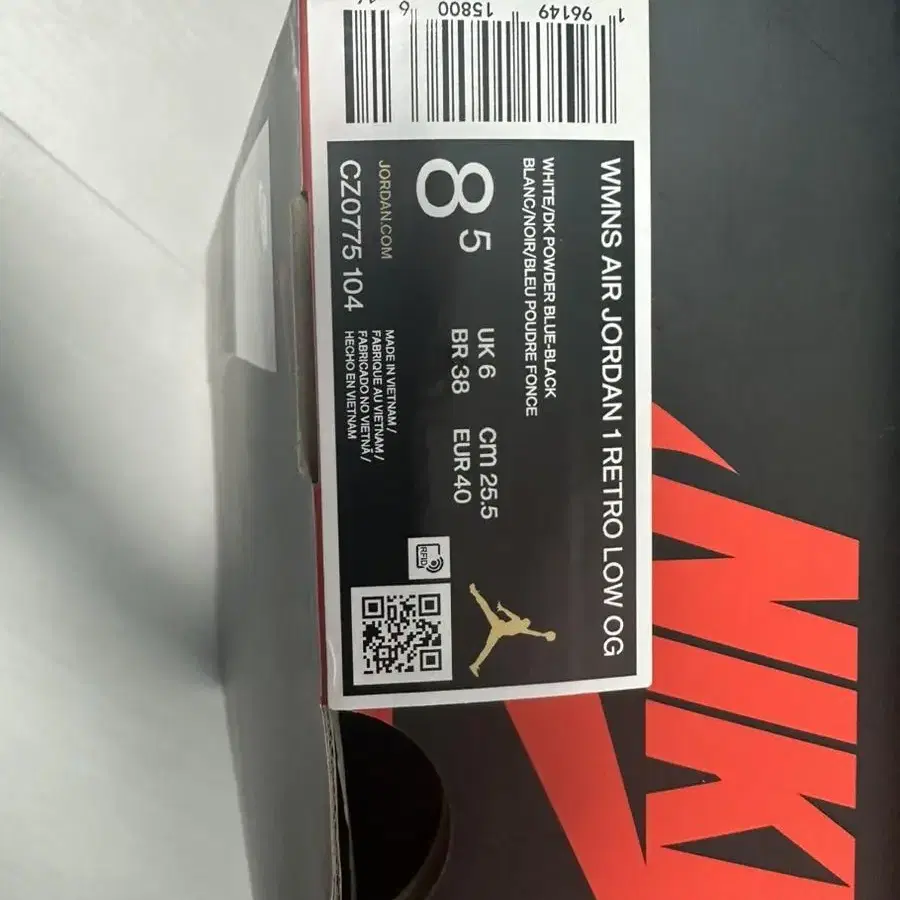 WMNS AIR JORDAN 1 RETRO LOW OG
WHITE/DK POWDER BLUE-BLACK
BLANC/NOIR/BLEU POUDRE FONCE
8 5
UK 6 cm 25.5
BR 38 EUR 40
JORDAN.COM
CZ0775 104
MADE IN VIETNAM/
FABRIQUE AU VIETNAM/
FABRICADO NO VIETNÃ/
HECHO EN VIETNAM
RFID
1 96149 15800 6
NIK